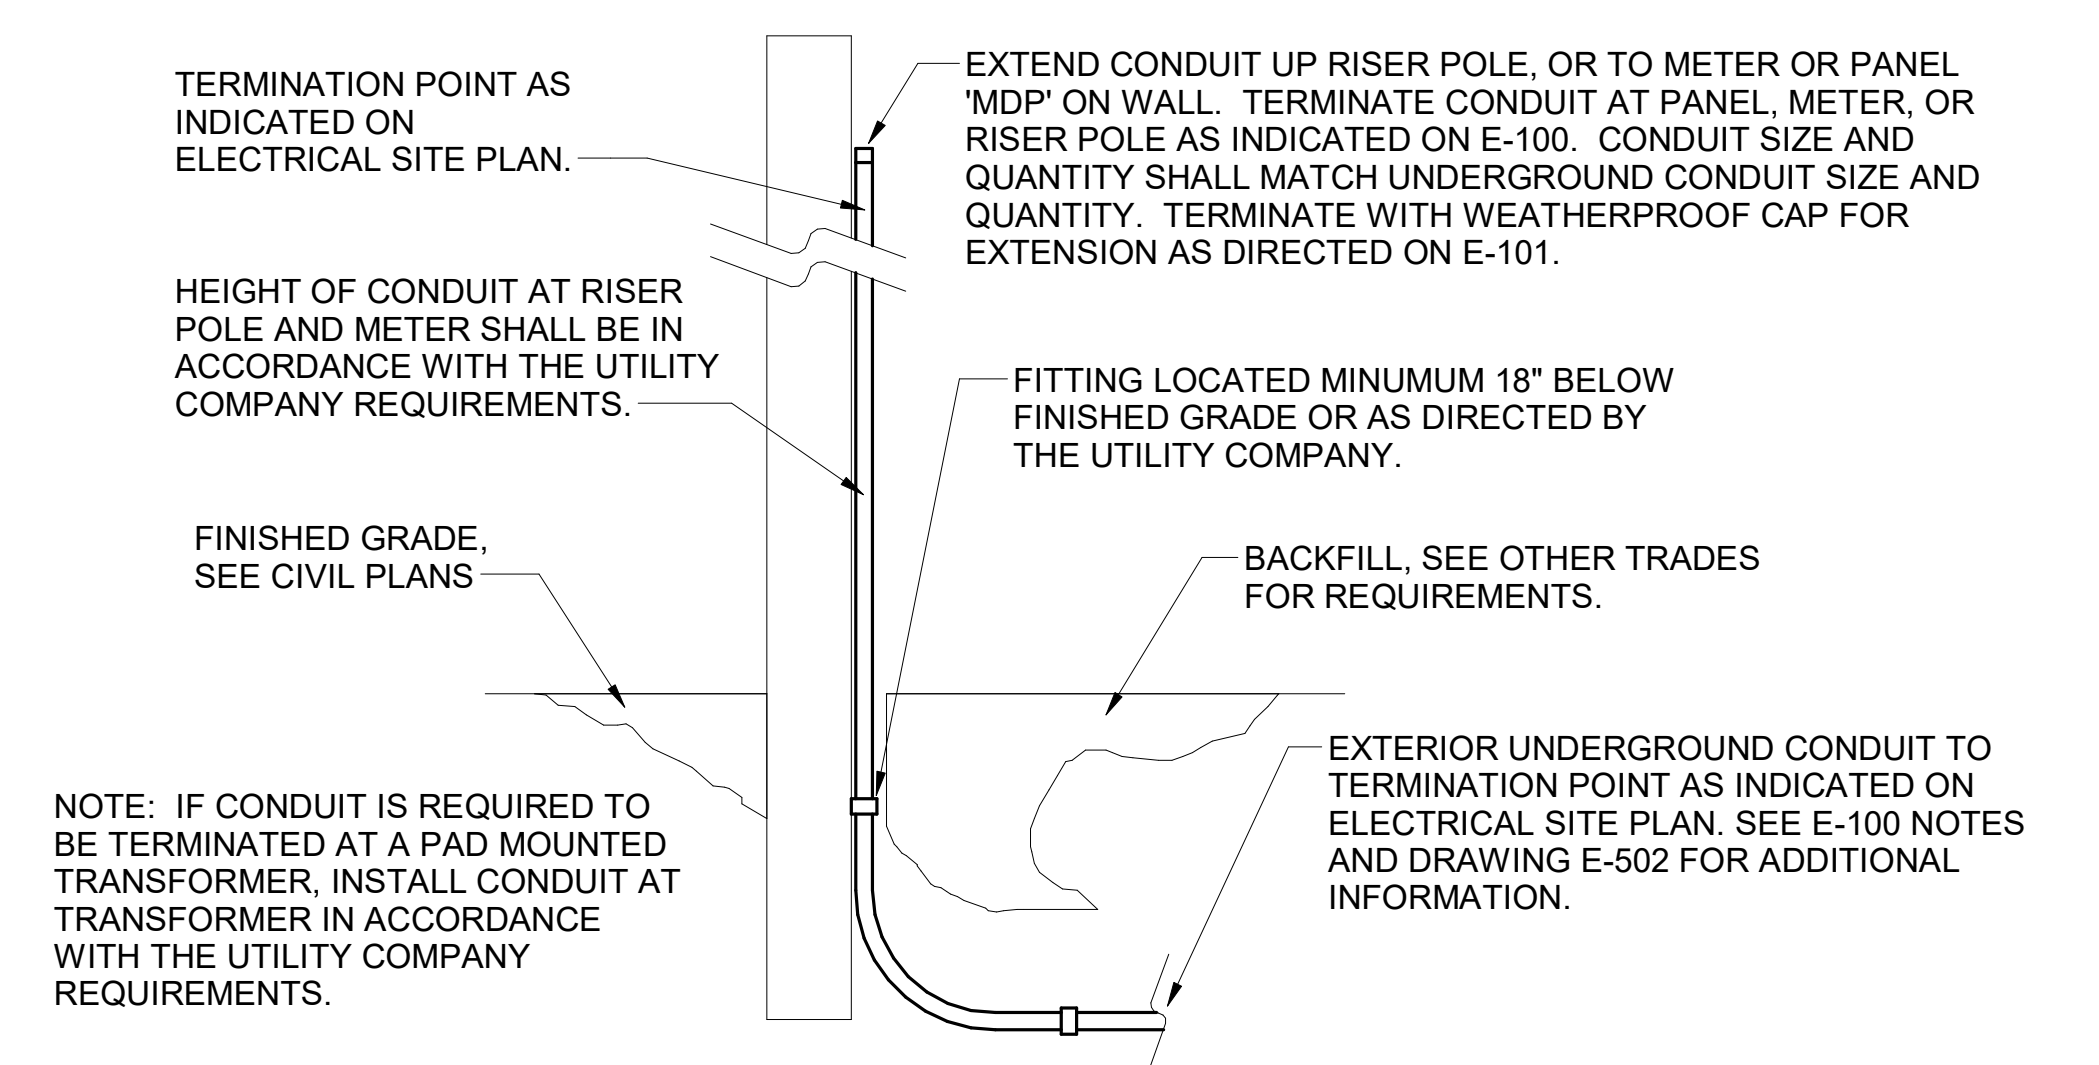 TERMINATION POINT AS
INDICATED ON
ELECTRICAL SITE PLAN.
EXTEND CONDUIT UP RISER POLE, OR TO METER OR PANEL
'MDP' ON WALL. TERMINATE CONDUIT AT PANEL, METER, OR
RISER POLE AS INDICATED ON E-100. CONDUIT SIZE AND
QUANTITY SHALL MATCH UNDERGROUND CONDUIT SIZE AND
QUANTITY. TERMINATE WITH WEATHERPROOF CAP FOR
EXTENSION AS DIRECTED ON E-101.
HEIGHT OF CONDUIT AT RISER
POLE AND METER SHALL BE IN
ACCORDANCE WITH THE UTILITY
COMPANY REQUIREMENTS.
FITTING LOCATED MINUMUM 18" BELOW
FINISHED GRADE OR AS DIRECTED BY
THE UTILITY COMPANY.
FINISHED GRADE,
SEE CIVIL PLANS
BACKFILL, SEE OTHER TRADES
FOR REQUIREMENTS.
EXTERIOR UNDERGROUND CONDUIT TO
TERMINATION POINT AS INDICATED ON
ELECTRICAL SITE PLAN. SEE E-100 NOTES
AND DRAWING E-502 FOR ADDITIONAL
INFORMATION.
NOTE: IF CONDUIT IS REQUIRED TO
BE TERMINATED AT A PAD MOUNTED
TRANSFORMER, INSTALL CONDUIT AT
TRANSFORMER IN ACCORDANCE
WITH THE UTILITY COMPANY
REQUIREMENTS.